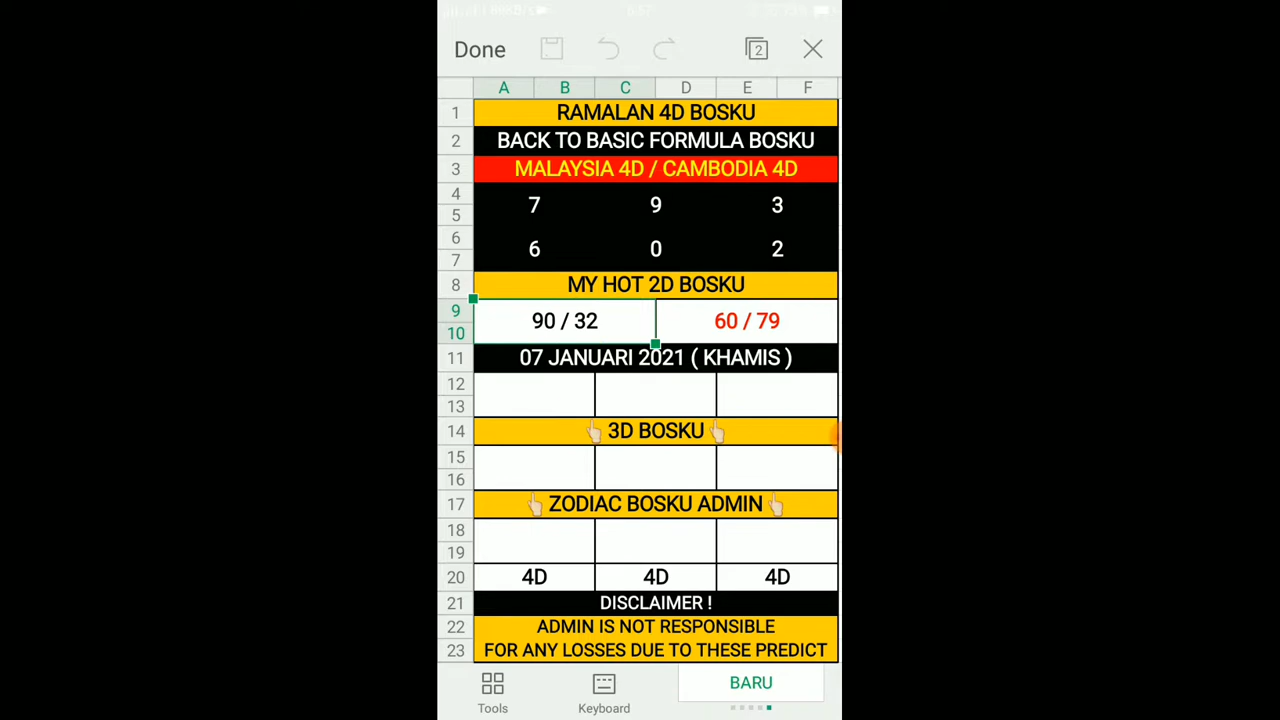 Done 2
A B C D E F
1 RAMALAN 4D BOSKU
2 BACK TO BASIC FORMULA BOSKU
3 MALAYSIA 4D / CAMBODIA 4D
4
7 9 3
5
6
6 0 2
7
8 MY HOT 2D BOSKU
9
90 / 32 60 / 79
10
11 07 JANUARI 2021 ( KHAMIS )
12
13
14 👆 3D BOSKU 👆
15
16
17 👆 ZODIAC BOSKU ADMIN 👆
18
19
20 4D 4D 4D
21 DISCLAIMER !
22 ADMIN IS NOT RESPONSIBLE
23 FOR ANY LOSSES DUE TO THESE PREDICT
BARU
Tools Keyboard